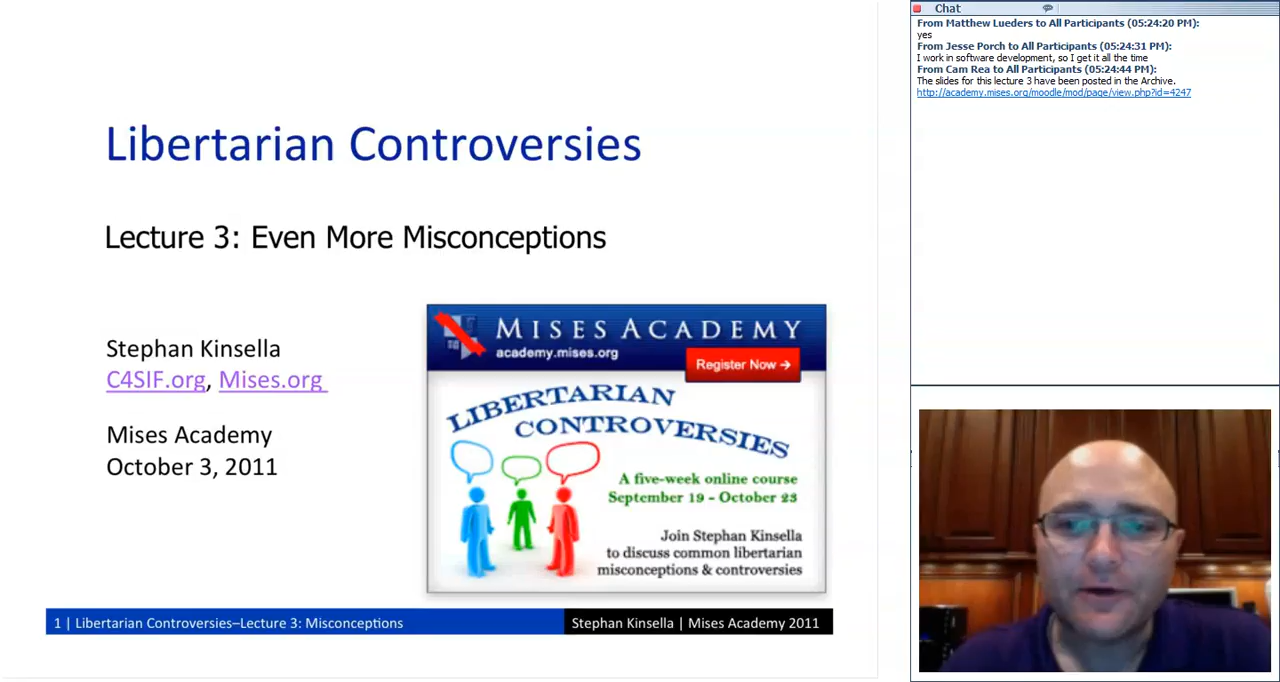 Libertarian Controversies
Lecture 3: Even More Misconceptions
Stephan Kinsella
C4SIF.org, Mises.org
Mises Academy
October 3, 2011
MISES ACADEMY
academy.mises.org
Register Now →
LIBERTARIAN
CONTROVERSIES
A five-week online course
September 19 - October 23
Join Stephan Kinsella
to discuss common libertarian
misconceptions & controversies
1 | Libertarian Controversies–Lecture 3: Misconceptions
Stephan Kinsella | Mises Academy 2011
Chat
From Matthew Lueders to All Participants (05:24:20 PM):
yes
From Jesse Porch to All Participants (05:24:31 PM):
I work in software development, so I get it all the time
From Cam Rea to All Participants (05:24:44 PM):
The slides for this lecture 3 have been posted in the Archive.
http://academy.mises.org/moodle/mod/page/view.php?id=4247